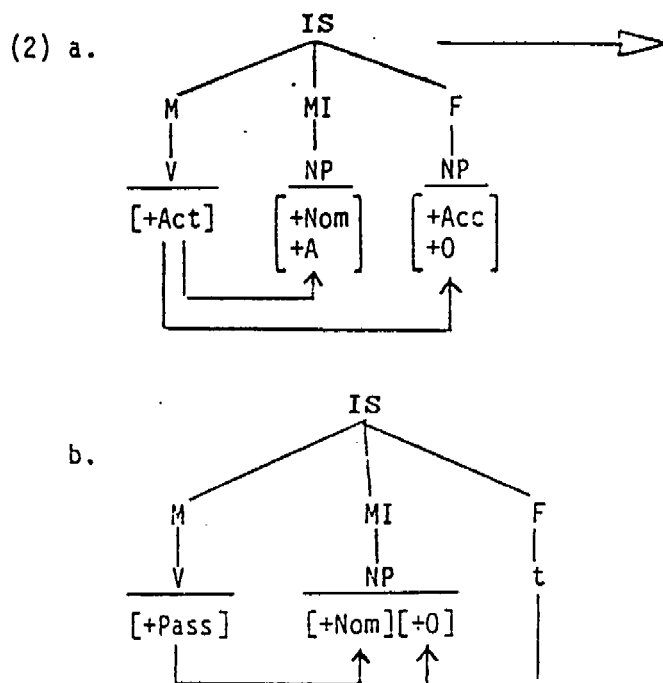 IS
(2) a.
M MI F
V NP NP
[+Act] [+Nom +A] [+Acc +O]
IS
b.
M MI F
V NP t
[+Pass] [+Nom][+O]